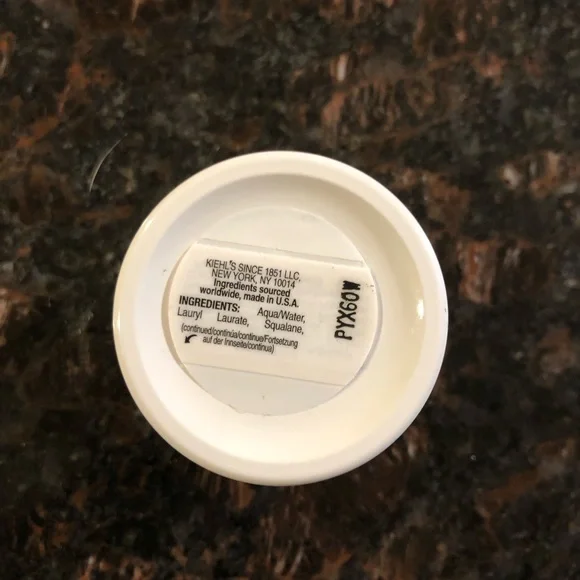 KIEHL'S SINCE 1851 LLC,
NEW YORK, NY 10014
Ingredients sourced
worldwide, made in U.S.A.
INGREDIENTS: Aqua/Water,
Lauryl Laurate, Squalane,
(continued/continúa/continue/Fortsetzung
auf der Innseite/continua)
PYX60W